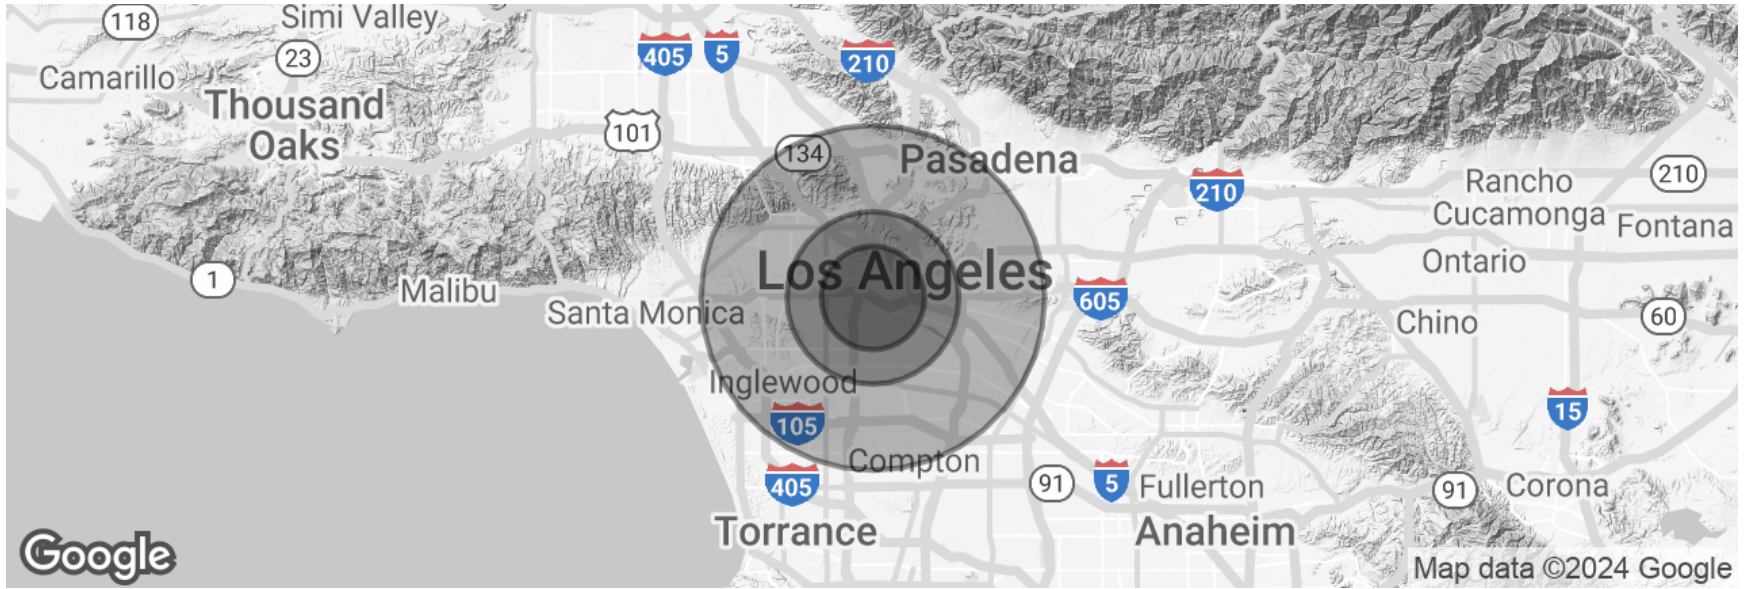 118
Simi Valley
23
405
5
210
Camarillo
Thousand
Oaks
101
134
Pasadena
210
Rancho
Cucamonga
210
Fontana
1
Malibu
Los Angeles
Ontario
Santa Monica
605
Chino
60
Inglewood
105
15
Compton
405
91
5
Fullerton
91
Corona
Torrance
Anaheim
Google
Map data ©2024 Google